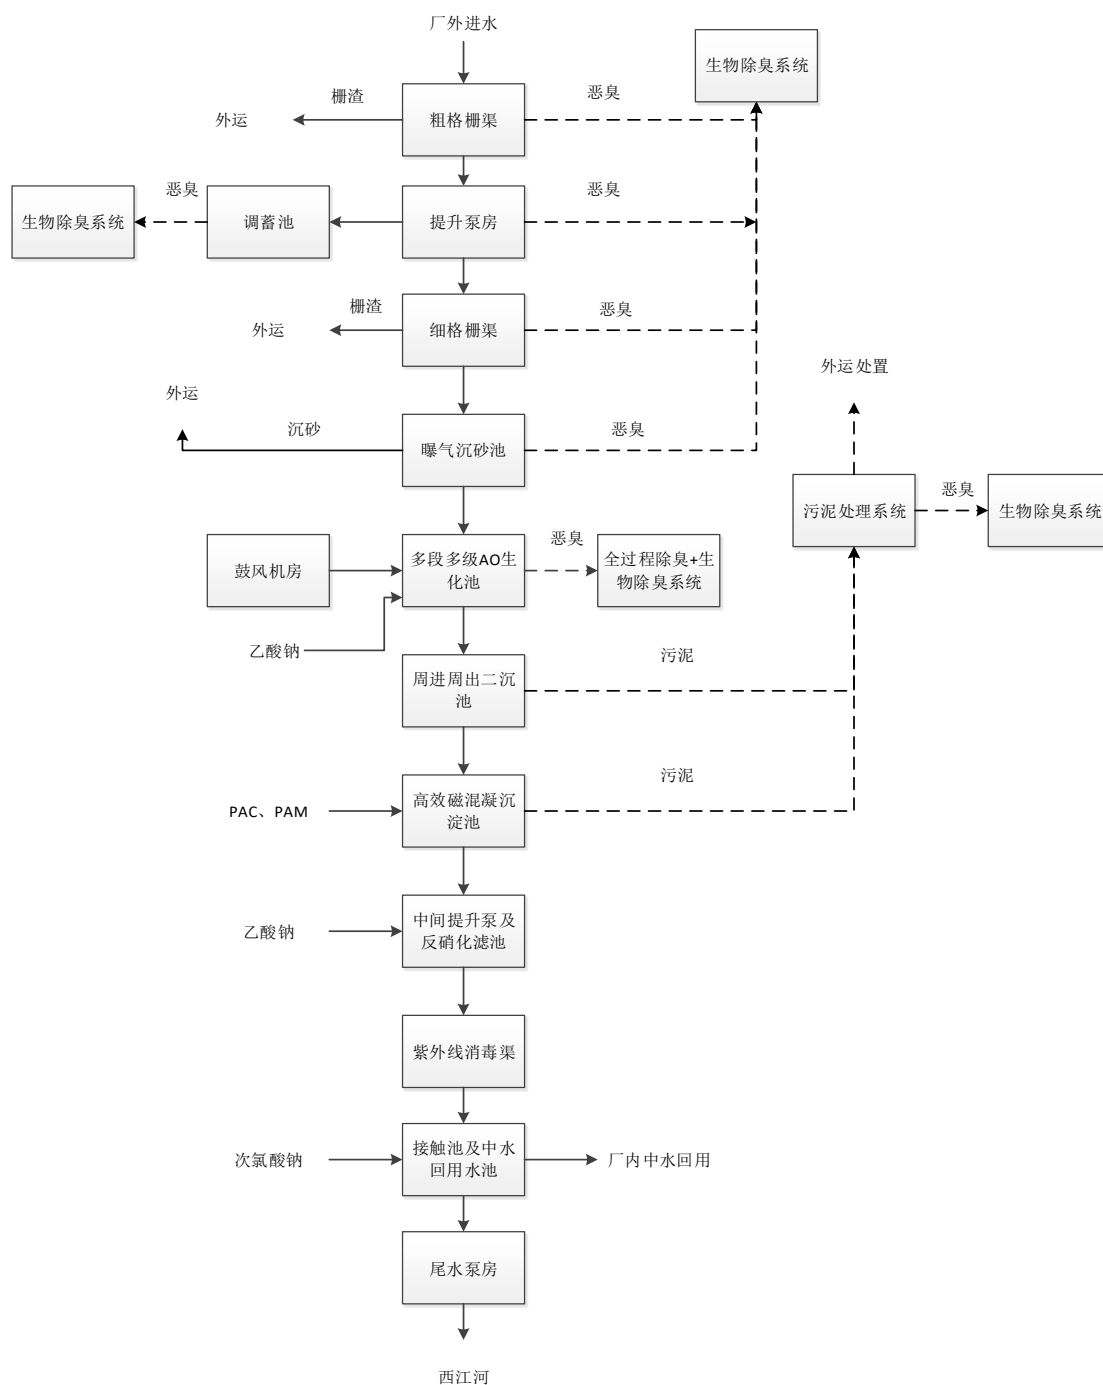 厂外进水
生物除臭系统
栅渣
恶臭
外运
粗格栅渠
恶臭
恶臭
生物除臭系统
调蓄池
提升泵房
栅渣
恶臭
外运
细格栅渠
外运处置
外运
沉砂
恶臭
曝气沉砂池
恶臭
污泥处理系统
生物除臭系统
恶臭
鼓风机房
多段多级AO生
化池
全过程除臭+生
物除臭系统
乙酸钠
污泥
周进周出二沉
池
污泥
PAC、PAM
高效磁混凝沉
淀池
乙酸钠
中间提升泵及
反硝化滤池
紫外线消毒渠
次氯酸钠
接触池及中水
回用水池
厂内中水回用
尾水泵房
西江河